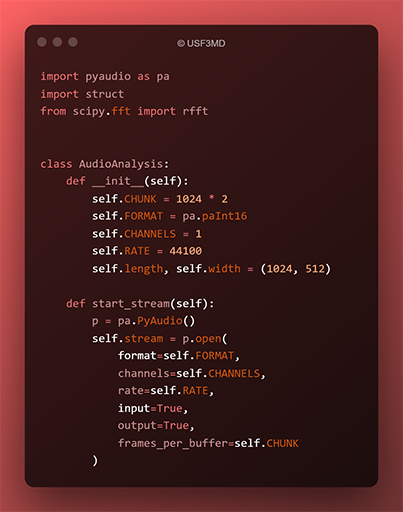 © USF3MD
import pyaudio as pa
import struct
from scipy.fft import rfft
class AudioAnalysis:
    def __init__(self):
        self.CHUNK = 1024 * 2
        self.FORMAT = pa.paInt16
        self.CHANNELS = 1
        self.RATE = 44100
        self.length, self.width = (1024, 512)
    def start_stream(self):
        p = pa.PyAudio()
        self.stream = p.open(
            format=self.FORMAT,
            channels=self.CHANNELS,
            rate=self.RATE,
            input=True,
            output=True,
            frames_per_buffer=self.CHUNK
        )